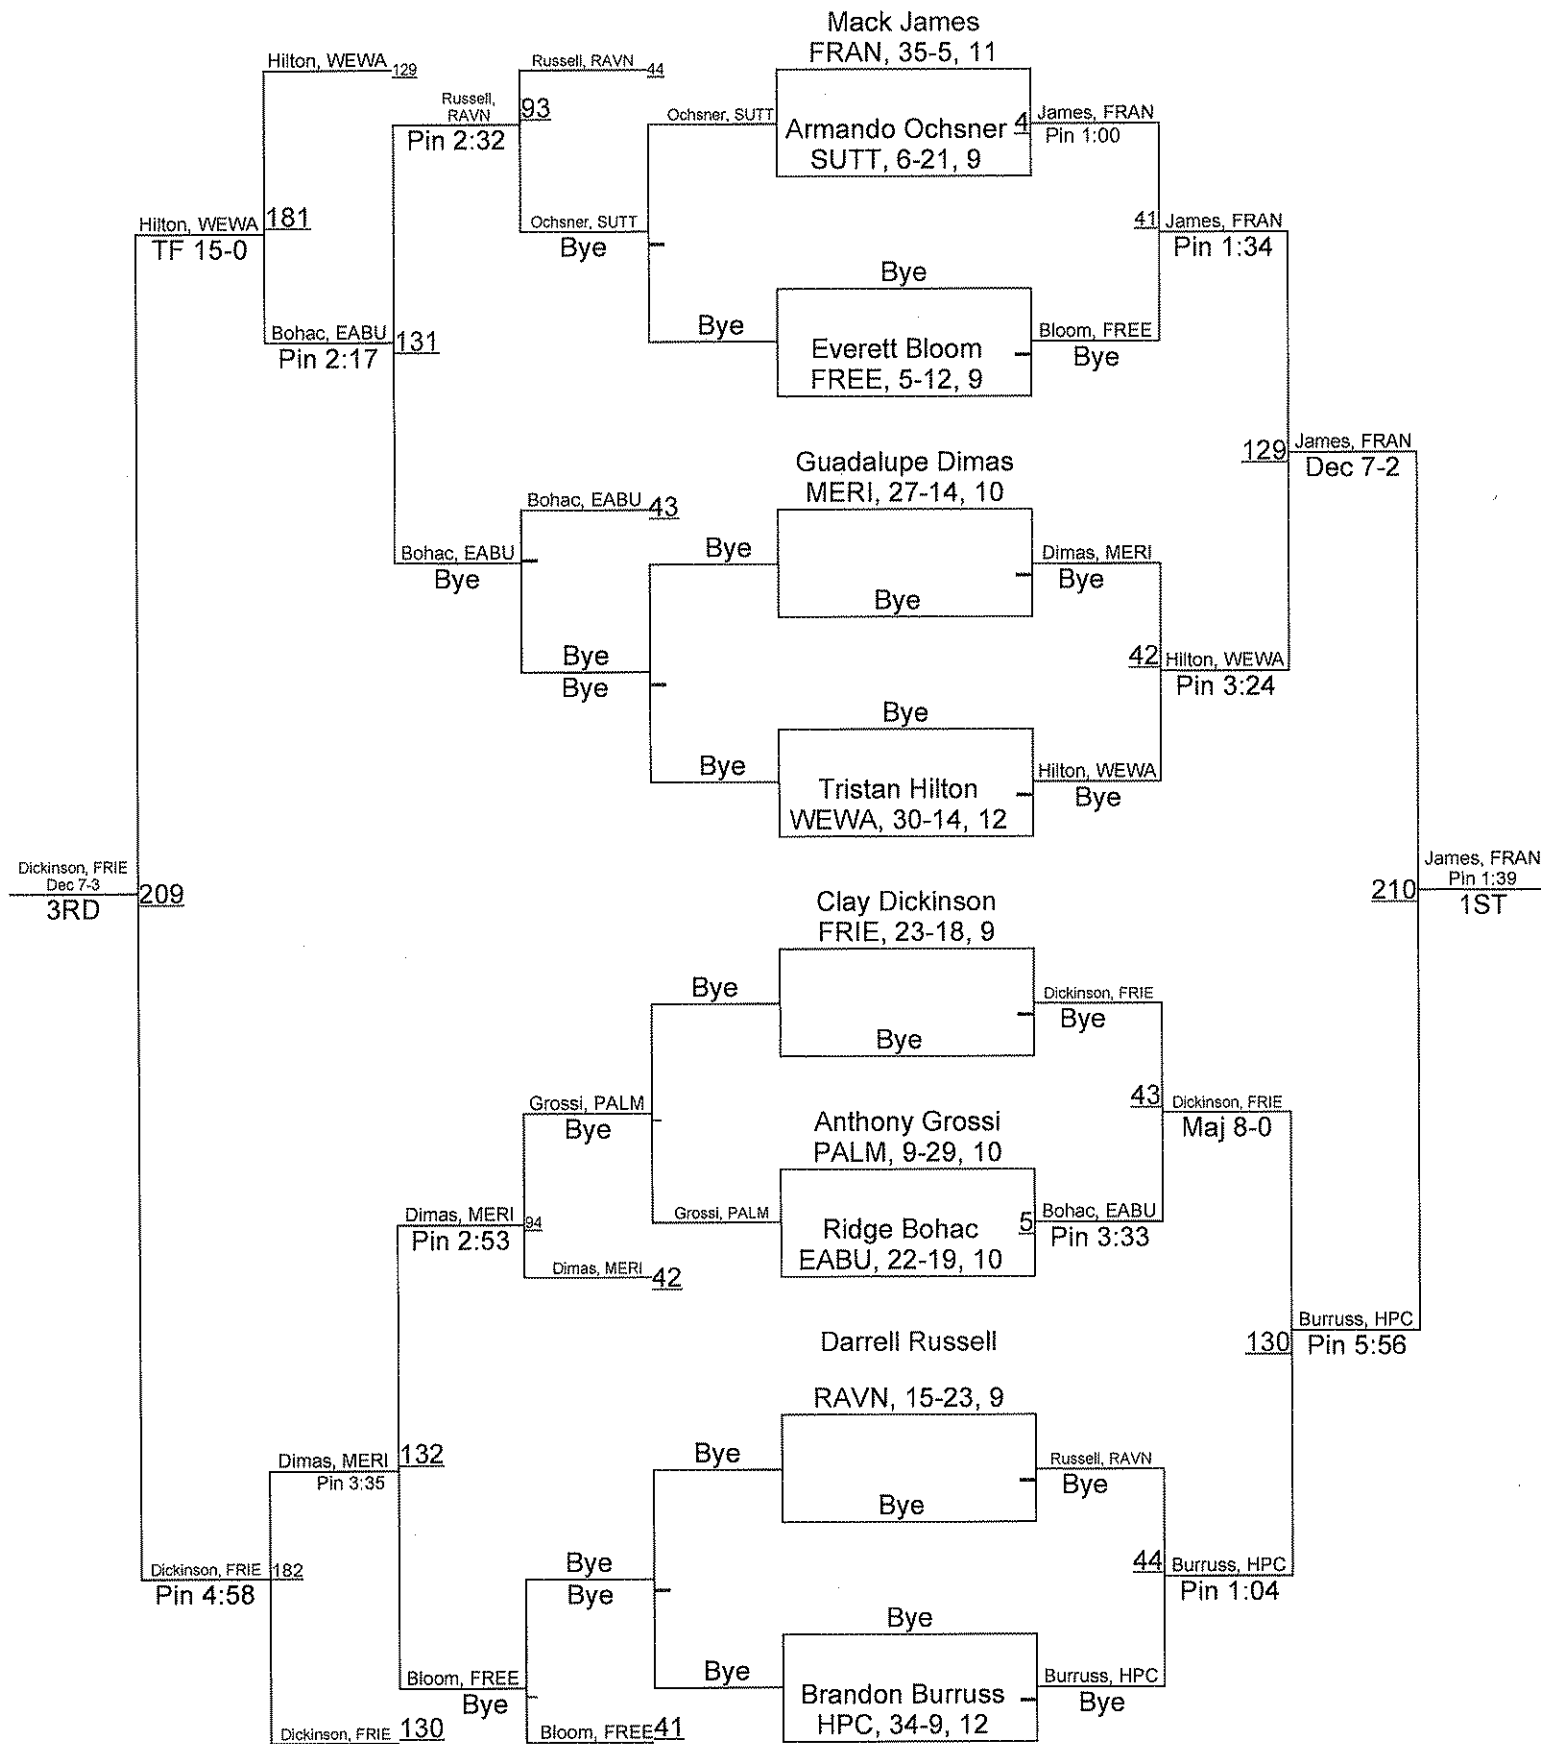 Mack James
FRAN, 35-5, 11
Hilton, WEWA 129
Russell, RAVN 44
Russell,
RAVN
93
Pin 2:32
Ochsner, SUTT
Armando Ochsner
SUTT, 6-21, 9
4
James, FRAN
Pin 1:00
Hilton, WEWA
181
TF 15-0
Ochsner, SUTT
Bye
41
James, FRAN
Pin 1:34
Bye
Bohac, EABU
131
Pin 2:17
Bye
Everett Bloom
FREE, 5-12, 9
Bloom, FREE
Bye
Guadalupe Dimas
MERI, 27-14, 10
129
James, FRAN
Dec 7-2
Bohac, EABU 43
Bohac, EABU
Bye
Bye
Bye
Dimas, MERI
Bye
Bye
Bye
42
Hilton, WEWA
Pin 3:24
Bye
Bye
Tristan Hilton
WEWA, 30-14, 12
Hilton, WEWA
Bye
Dickinson, FRIE
Dec 7-3
3RD
209
Clay Dickinson
FRIE, 23-18, 9
210
James, FRAN
Pin 1:39
1ST
Bye
Bye
Dickinson, FRIE
Bye
Grossi, PALM
Bye
Anthony Grossi
PALM, 9-29, 10
43
Dickinson, FRIE
Maj 8-0
Dimas, MERI
94
Pin 2:53
Grossi, PALM
Ridge Bohac
EABU, 22-19, 10
5
Bohac, EABU
Pin 3:33
Dimas, MERI 42
Darrell Russell
RAVN, 15-23, 9
130
Burruss, HPC
Pin 5:56
Dimas, MERI
132
Pin 3:35
Bye
Bye
Russell, RAVN
Bye
Dickinson, FRIE
182
Pin 4:58
Bye
Bye
44
Burruss, HPC
Pin 1:04
Bye
Bloom, FREE
Bye
Bye
Brandon Burruss
HPC, 34-9, 12
Burruss, HPC
Bye
Dickinson, FRIE 130
Bloom, FREE 41